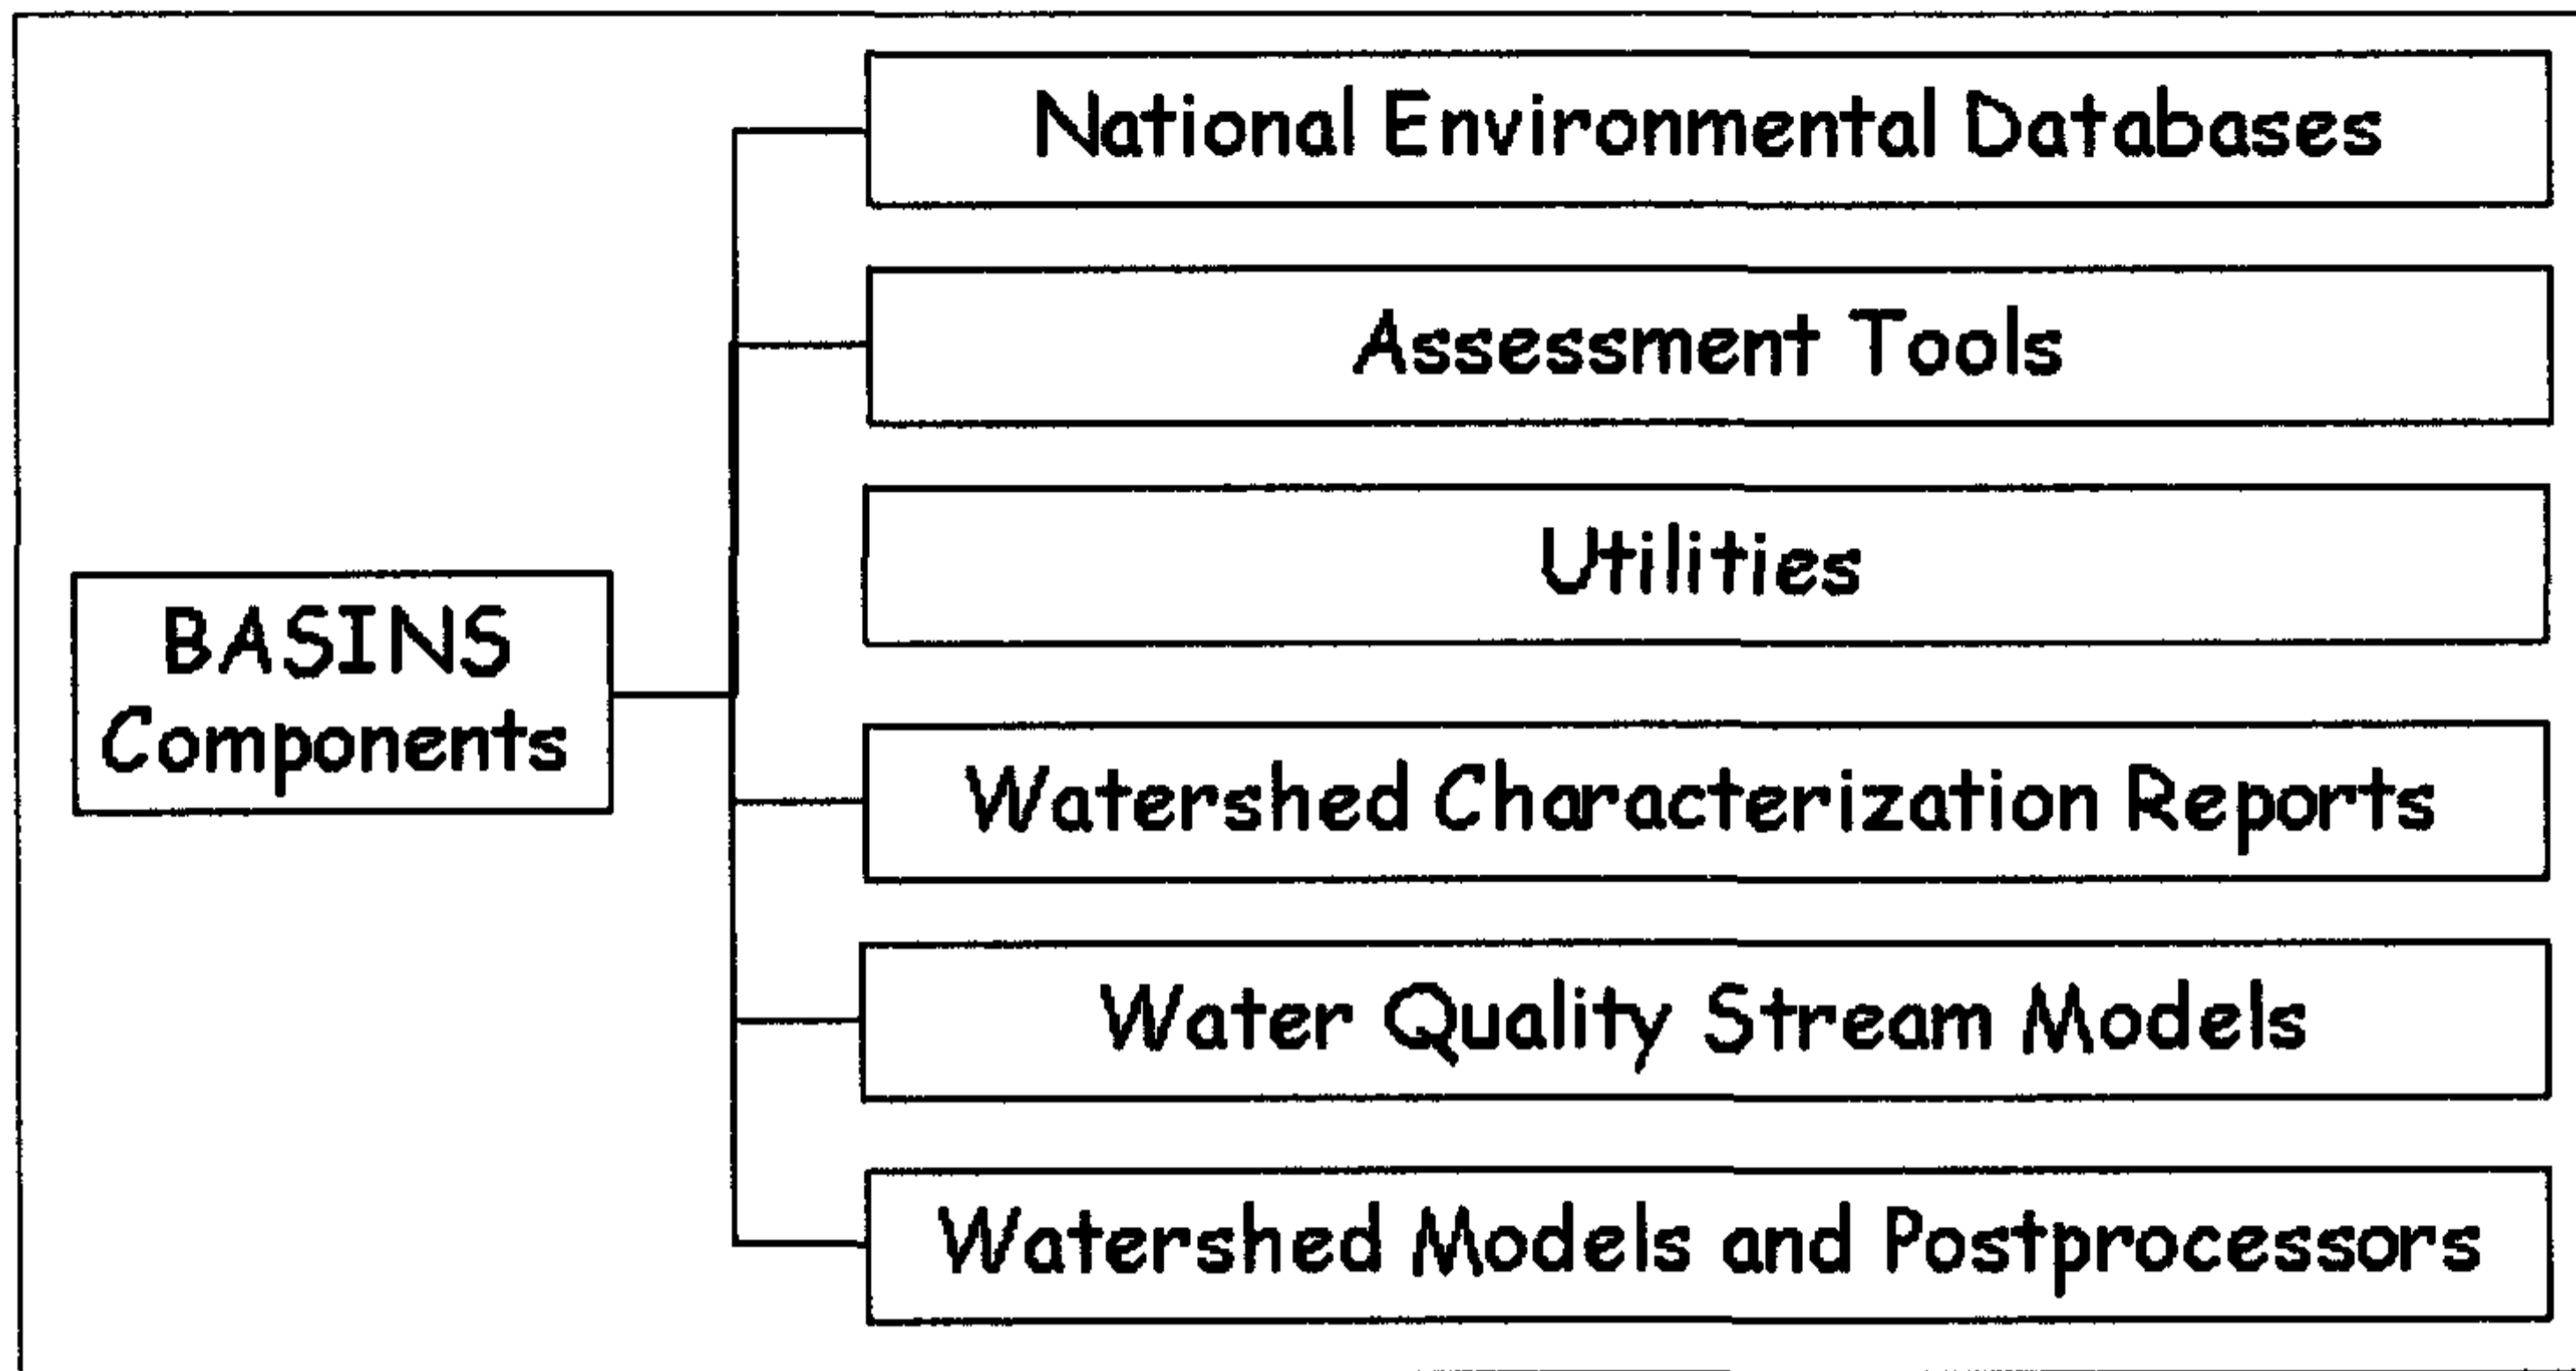 National Environmental Databases
Assessment Tools
Utilities
BASINS
Components
Watershed Characterization Reports
Water Quality Stream Models
Watershed Models and Postprocessors